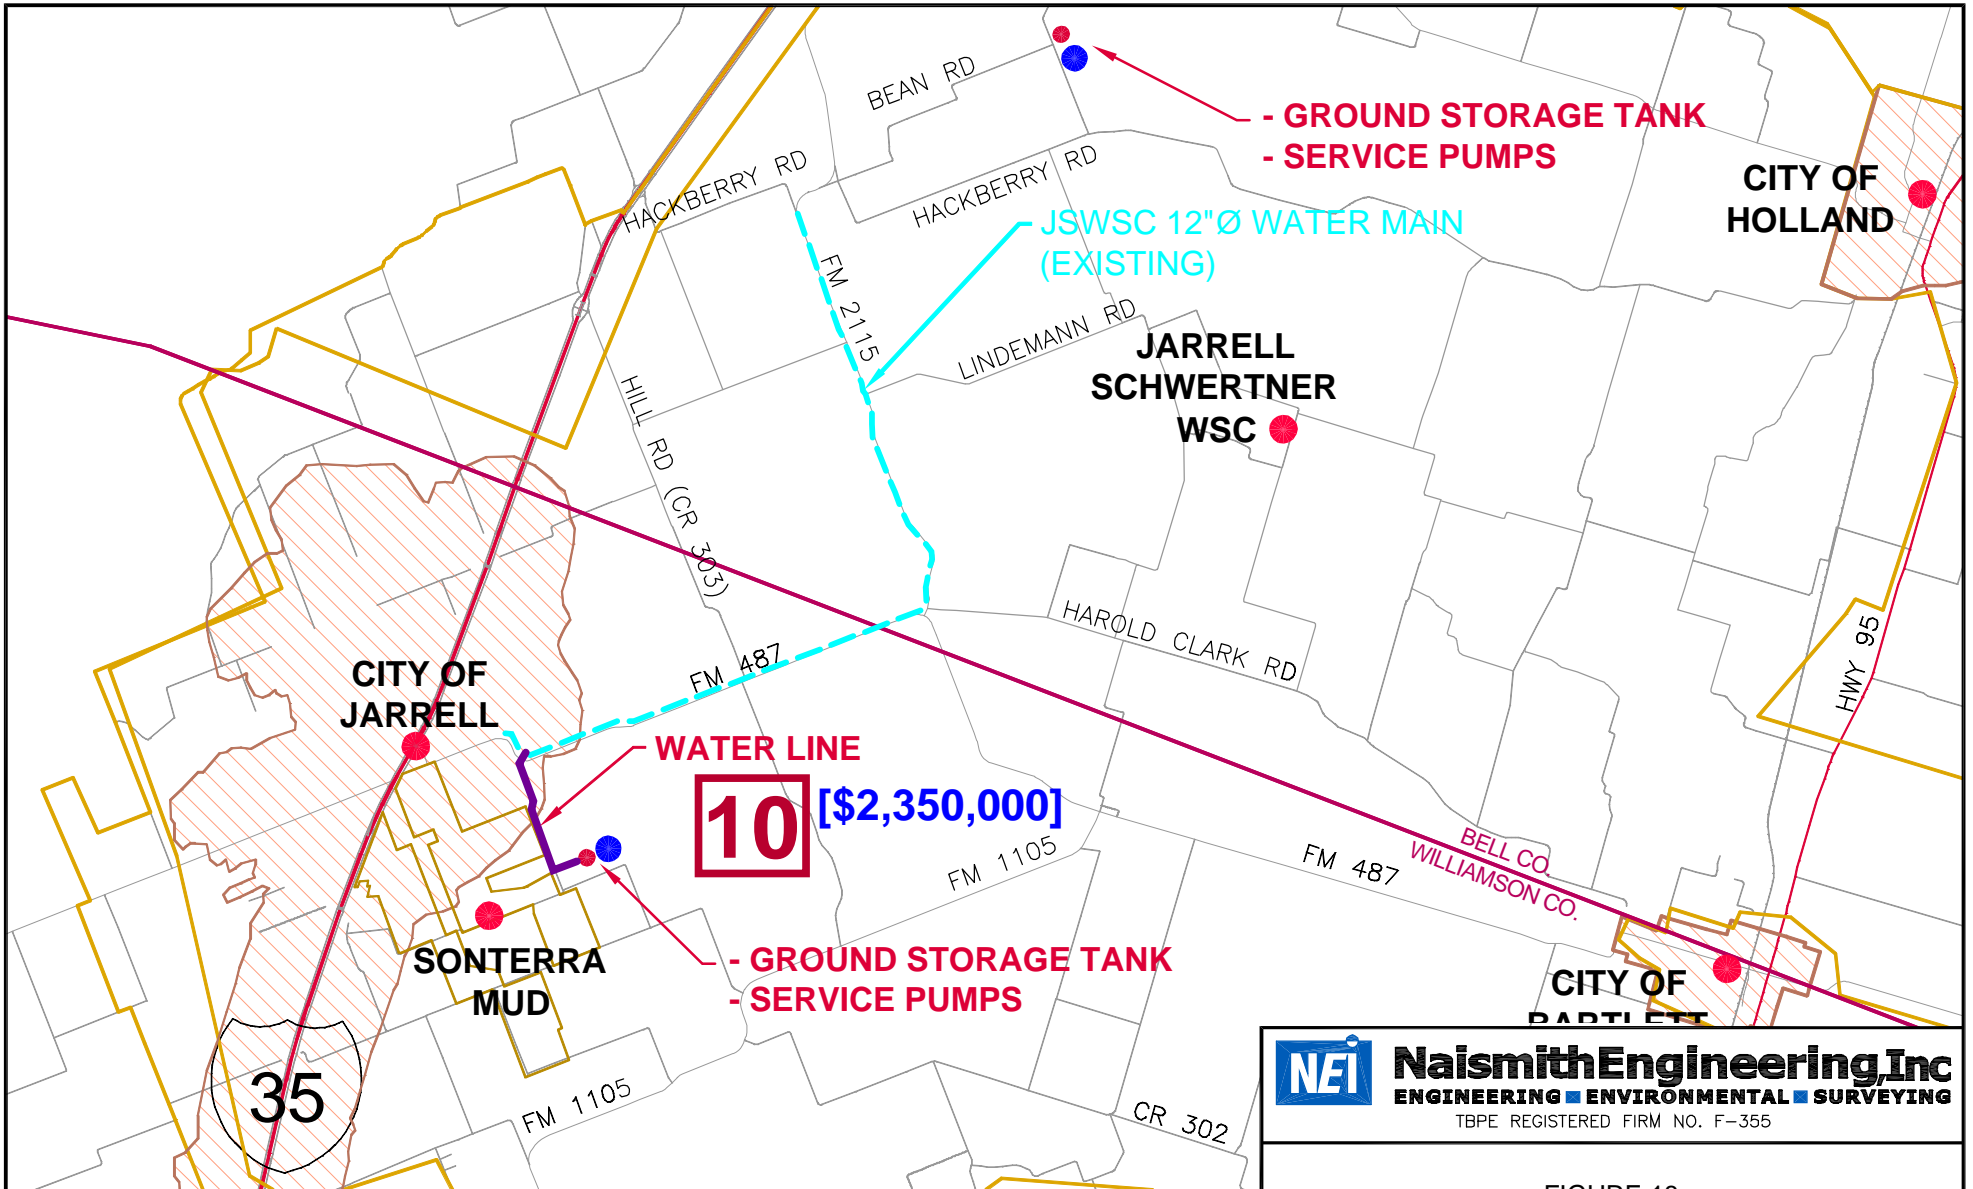 BEAN RD
- GROUND STORAGE TANK
- SERVICE PUMPS
CITY OF
HOLLAND
HACKBERRY RD
HACKBERRY RD
JSWSC 12"Ø WATER MAIN
(EXISTING)
FM 2115
LINDEMANN RD
JARRELL
SCHWERTNER
WSC
HILL RD (CR 303)
HAROLD CLARK RD
HWY 95
FM 487
CITY OF
JARRELL
WATER LINE
10
[$2,350,000]
FM 1105
FM 487
BELL CO.
WILLIAMSON CO.
SONTERRA
MUD
- GROUND STORAGE TANK
- SERVICE PUMPS
CITY OF
BARTLETT
35
FM 1105
CR 302
NEI
NaismithEngineering,Inc
ENGINEERING ENVIRONMENTAL SURVEYING
TBPE REGISTERED FIRM NO. F-355
FIGURE